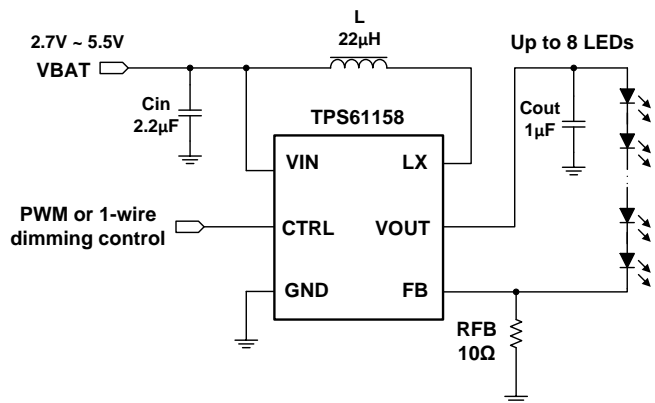 2.7V ~ 5.5V
VBAT
L
22µH
Up to 8 LEDs
Cin
2.2µF
TPS61158
Cout
1µF
VIN
LX
PWM or 1-wire
dimming control
CTRL
VOUT
GND
FB
RFB
10Ω